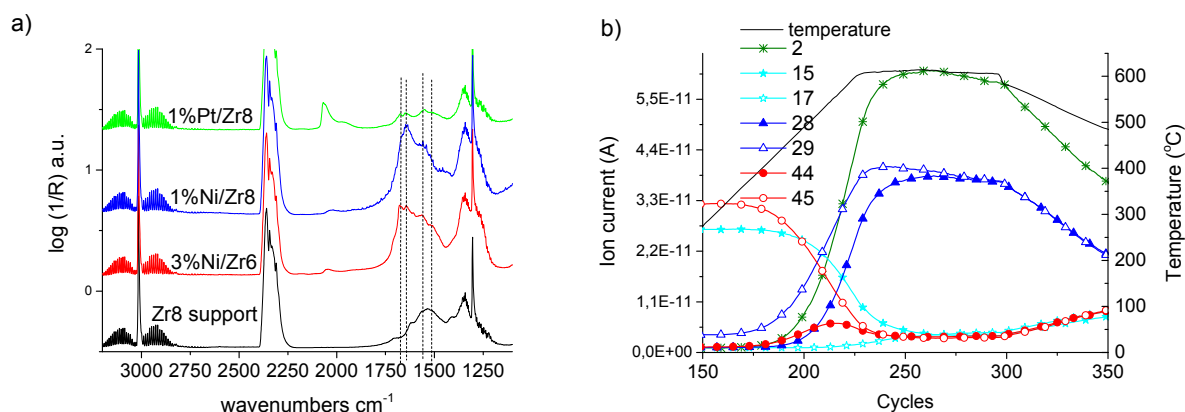 a)
2
1
0
log (1/R) a.u.
1%Pt/Zr8
1%Ni/Zr8
3%Ni/Zr6
Zr8 support
3000 2750 2500 2250 2000 1750 1500 1250
wavenumbers cm-1
b)
temperature
2
15
17
28
29
44
45
5,5E-11
4,4E-11
3,3E-11
2,2E-11
1,1E-11
0,0E+00
Ion current (A)
600
500
400
300
200
100
0
Temperature (°C)
150 200 250 300 350
Cycles